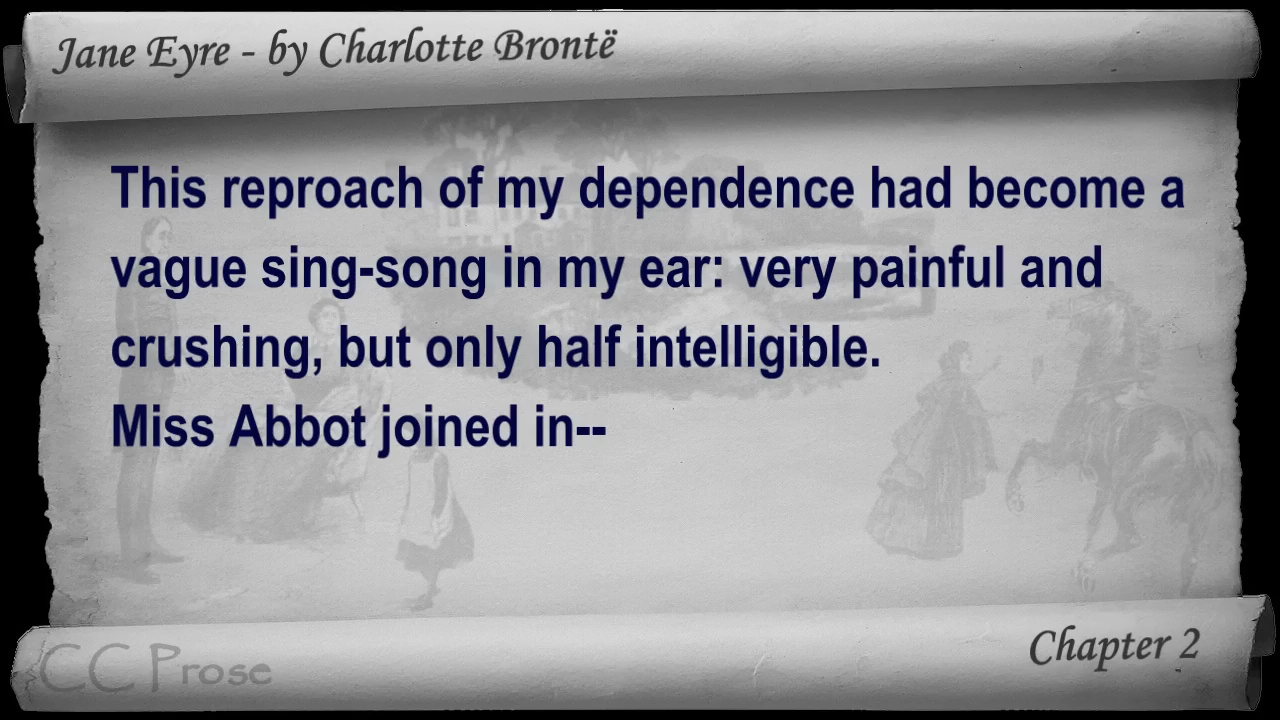 Jane Eyre - by Charlotte Brontë
This reproach of my dependence had become a
vague sing-song in my ear: very painful and
crushing, but only half intelligible.
Miss Abbot joined in--
CC Prose
Chapter 2